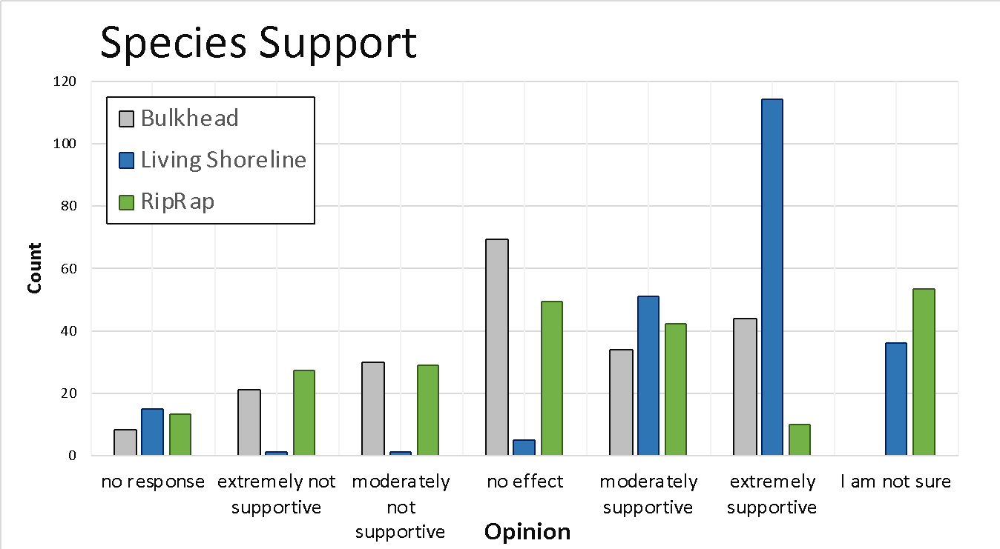 Species Support
120
100
80
60
40
20
0
Count
Bulkhead
Living Shoreline
RipRap
no response
extremely not
supportive
moderately
not
supportive
no effect
moderately
supportive
extremely
supportive
I am not sure
Opinion